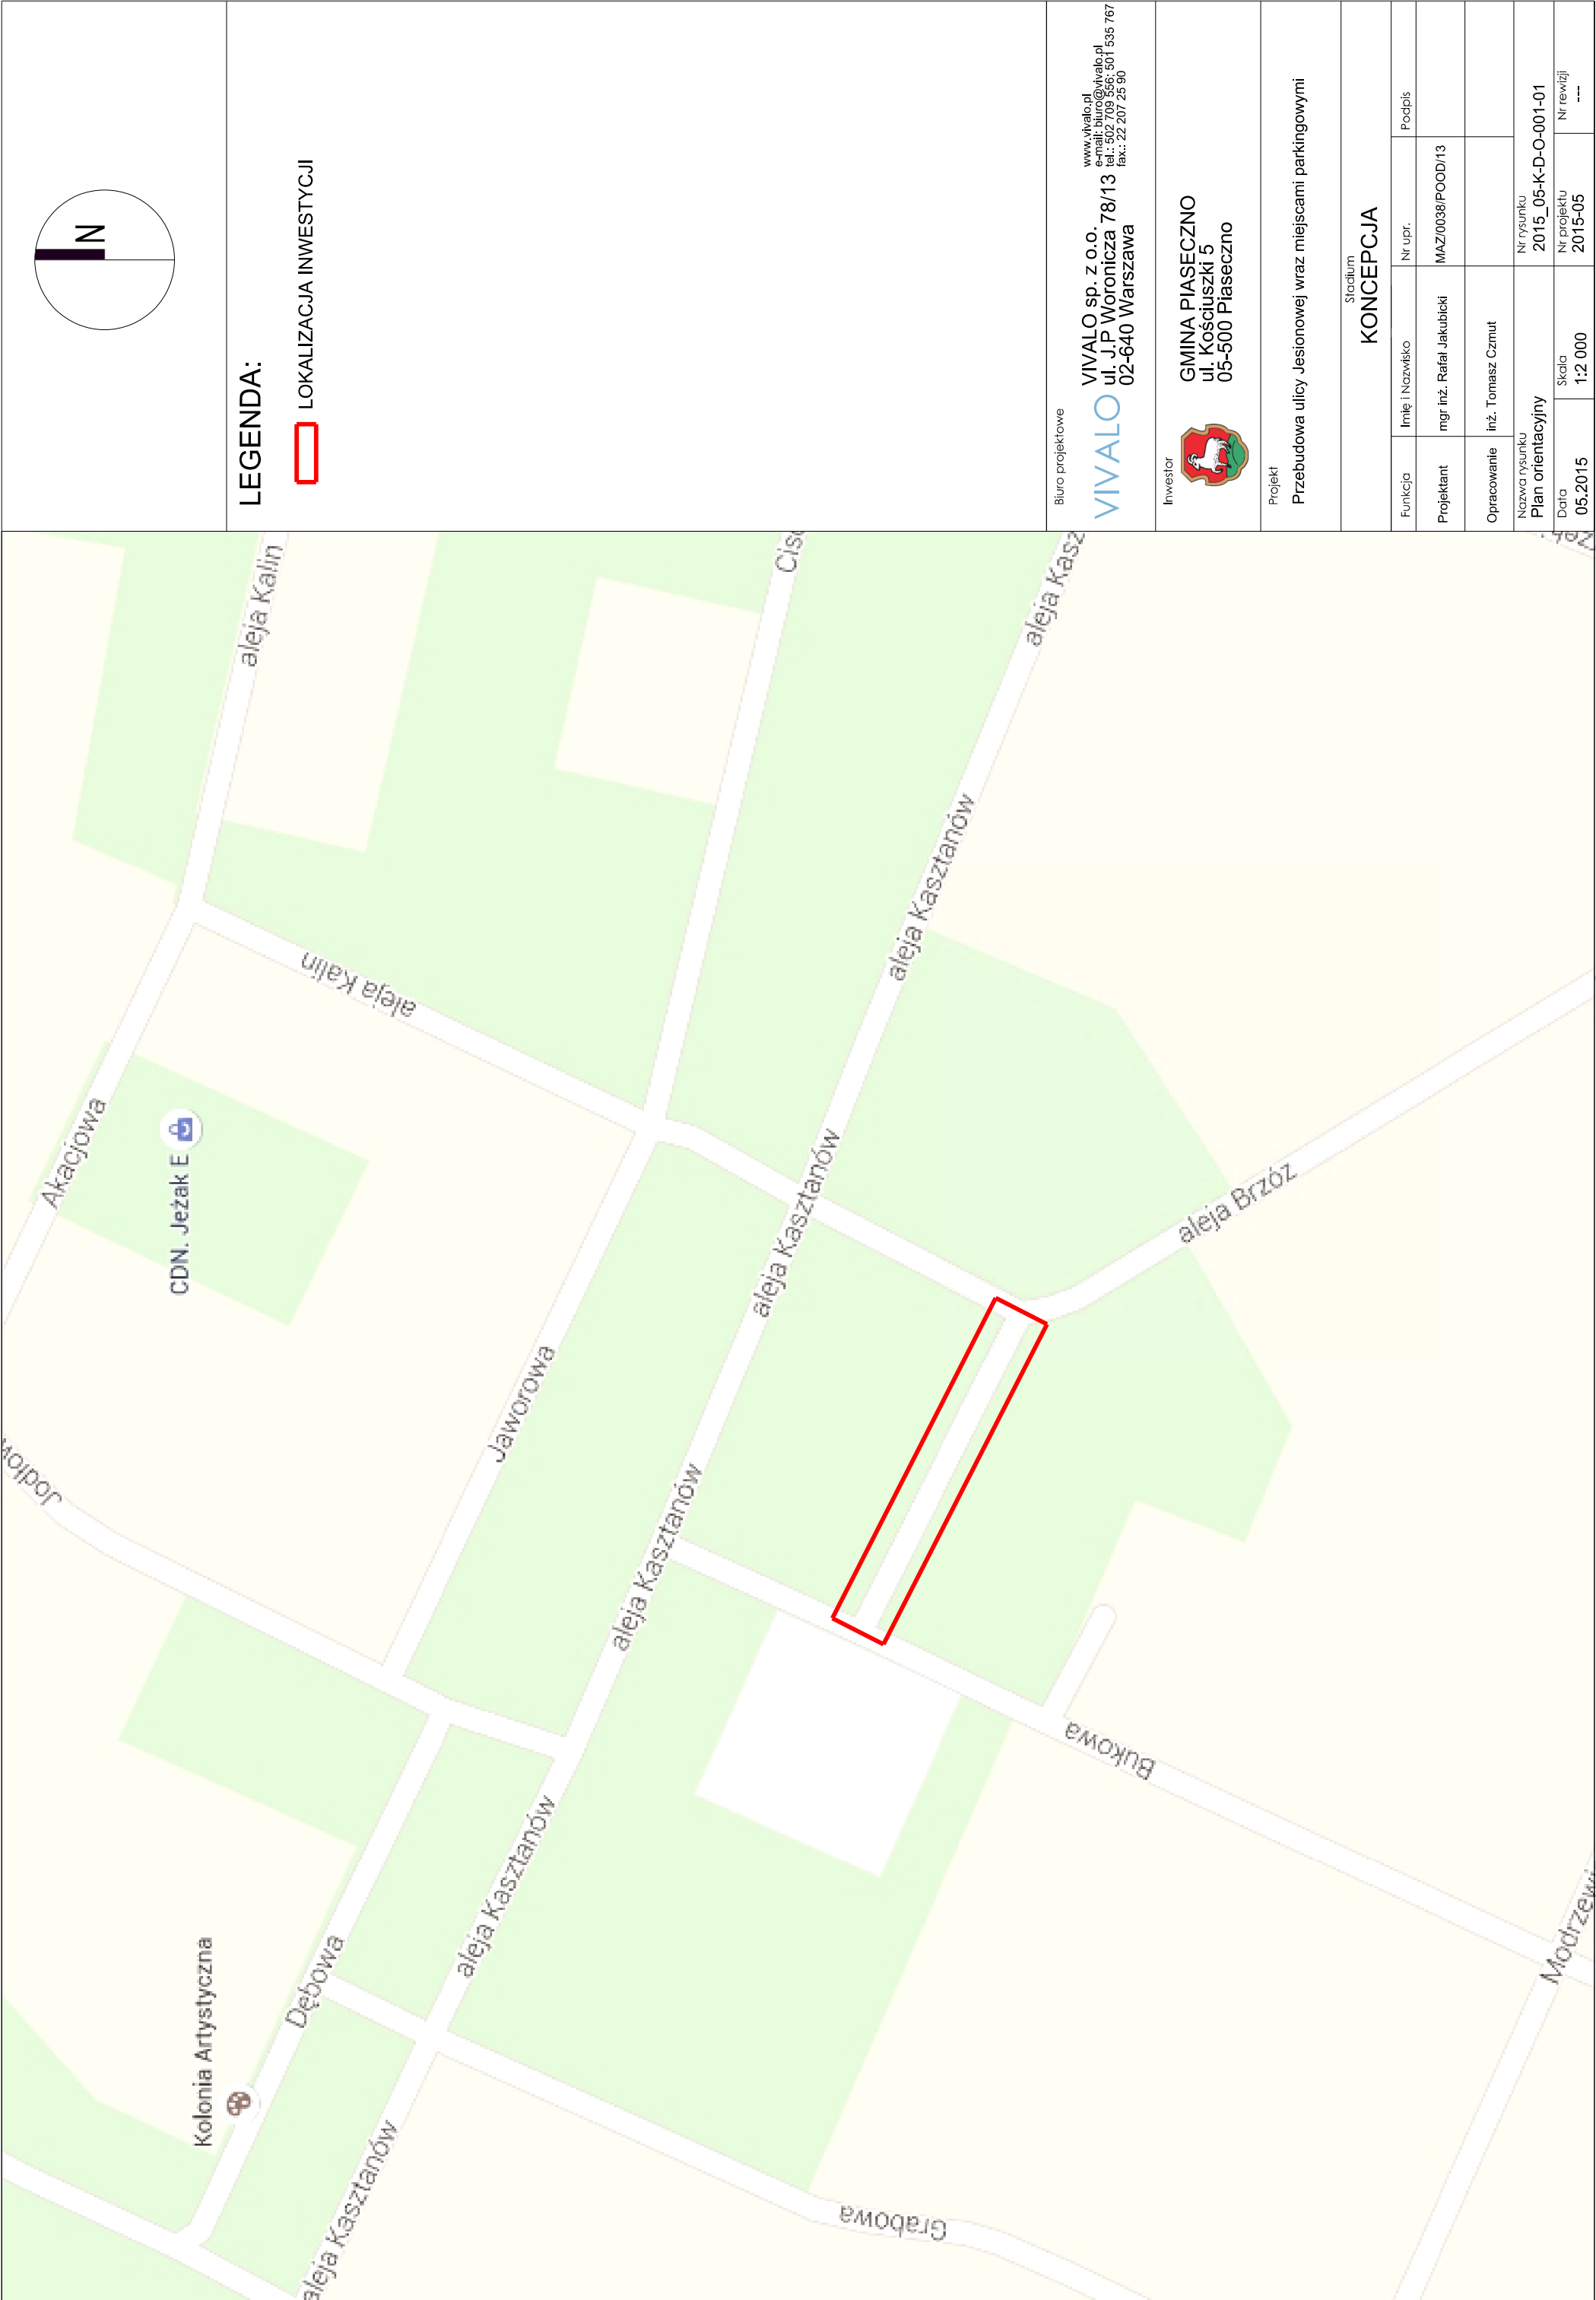 aleja Kalin
aleja Kalin
Akacjowa
CDN. Jeżak E
Jaworowa
Dębowa
Kolonia Artystyczna
aleja Kasztanów
aleja Kasztanów
aleja Kasztanów
aleja Kasztanów
aleja Kasztanów
aleja Kasz
aleja Brzóz
Bukowa
Grabowa
Modrzewi
Jodłow
Cisc
N
LEGENDA:
LOKALIZACJA INWESTYCJI
Biuro projektowe
VIVALO
VIVALO sp. z o.o.
ul. J.P Woronicza 78/13
02-640 Warszawa
www.vivalo.pl
e-mail: biuro@vivalo.pl
tel.: 502 709 556; 501 535 767
fax.: 22 207 25 90
Inwestor
GMINA PIASECZNO
ul. Kościuszki 5
05-500 Piaseczno
Projekt
Przebudowa ulicy Jesionowej wraz miejscami parkingowymi
Stadium
KONCEPCJA
Funkcja Imię i Nazwisko Nr upr. Podpis
Projektant mgr inż. Rafał Jakubicki MAZ/0038/POOD/13
Opracowanie inż. Tomasz Czmut
Nazwa rysunku Nr rysunku
Plan orientacyjny 2015_05-K-D-O-001-01
Data Skala Nr projektu Nr rewizji
05.2015 1:2 000 2015-05 ---